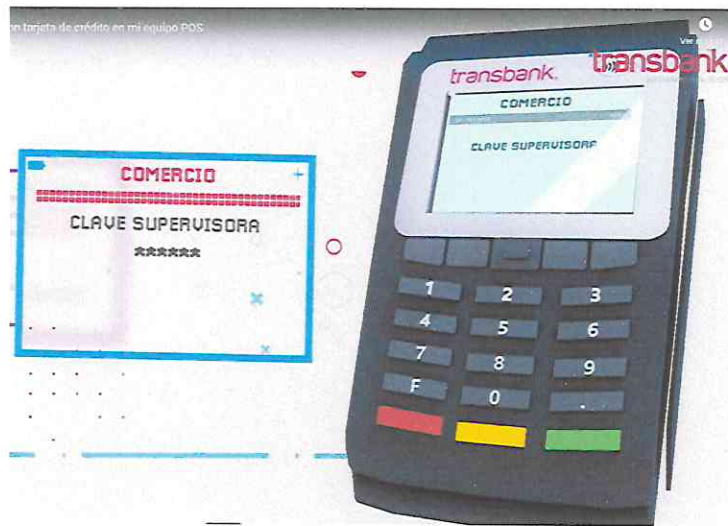 on tarjeta de crédito en mi equipo POS
transbank
COMERCIO
CLAVE SUPERVISORA
******
transbank.
COMERCIO
CLAVE SUPERVISORA
1 2 3
4 5 6
7 8 9
F 0 .